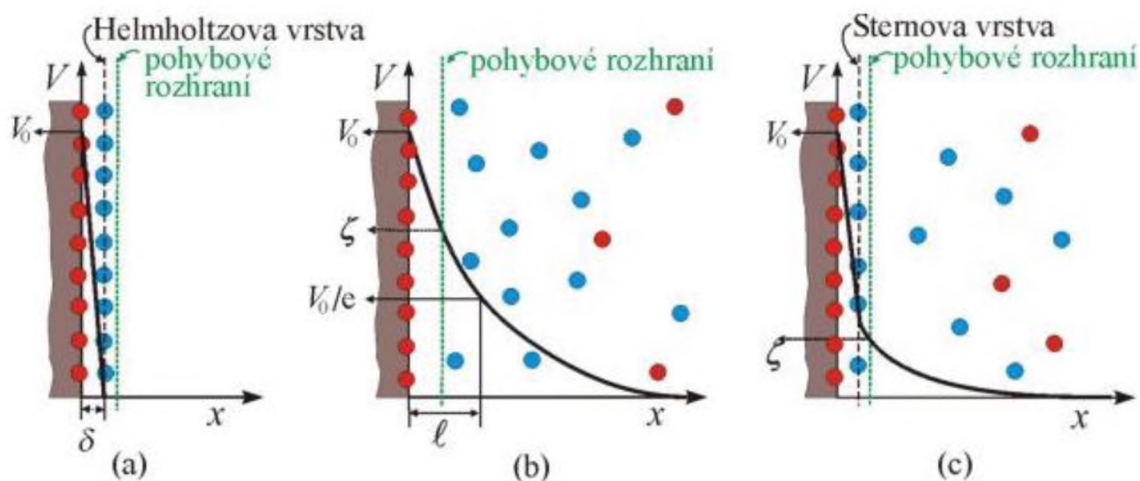 Helmholtzova vrstva
pohybové
rozhraní
V
V₀
x
δ
(a)
pohybové rozhraní
V
V₀
ζ
V₀/e
x
ℓ
(b)
Sternova vrstva
pohybové rozhraní
V
V₀
ζ
x
(c)